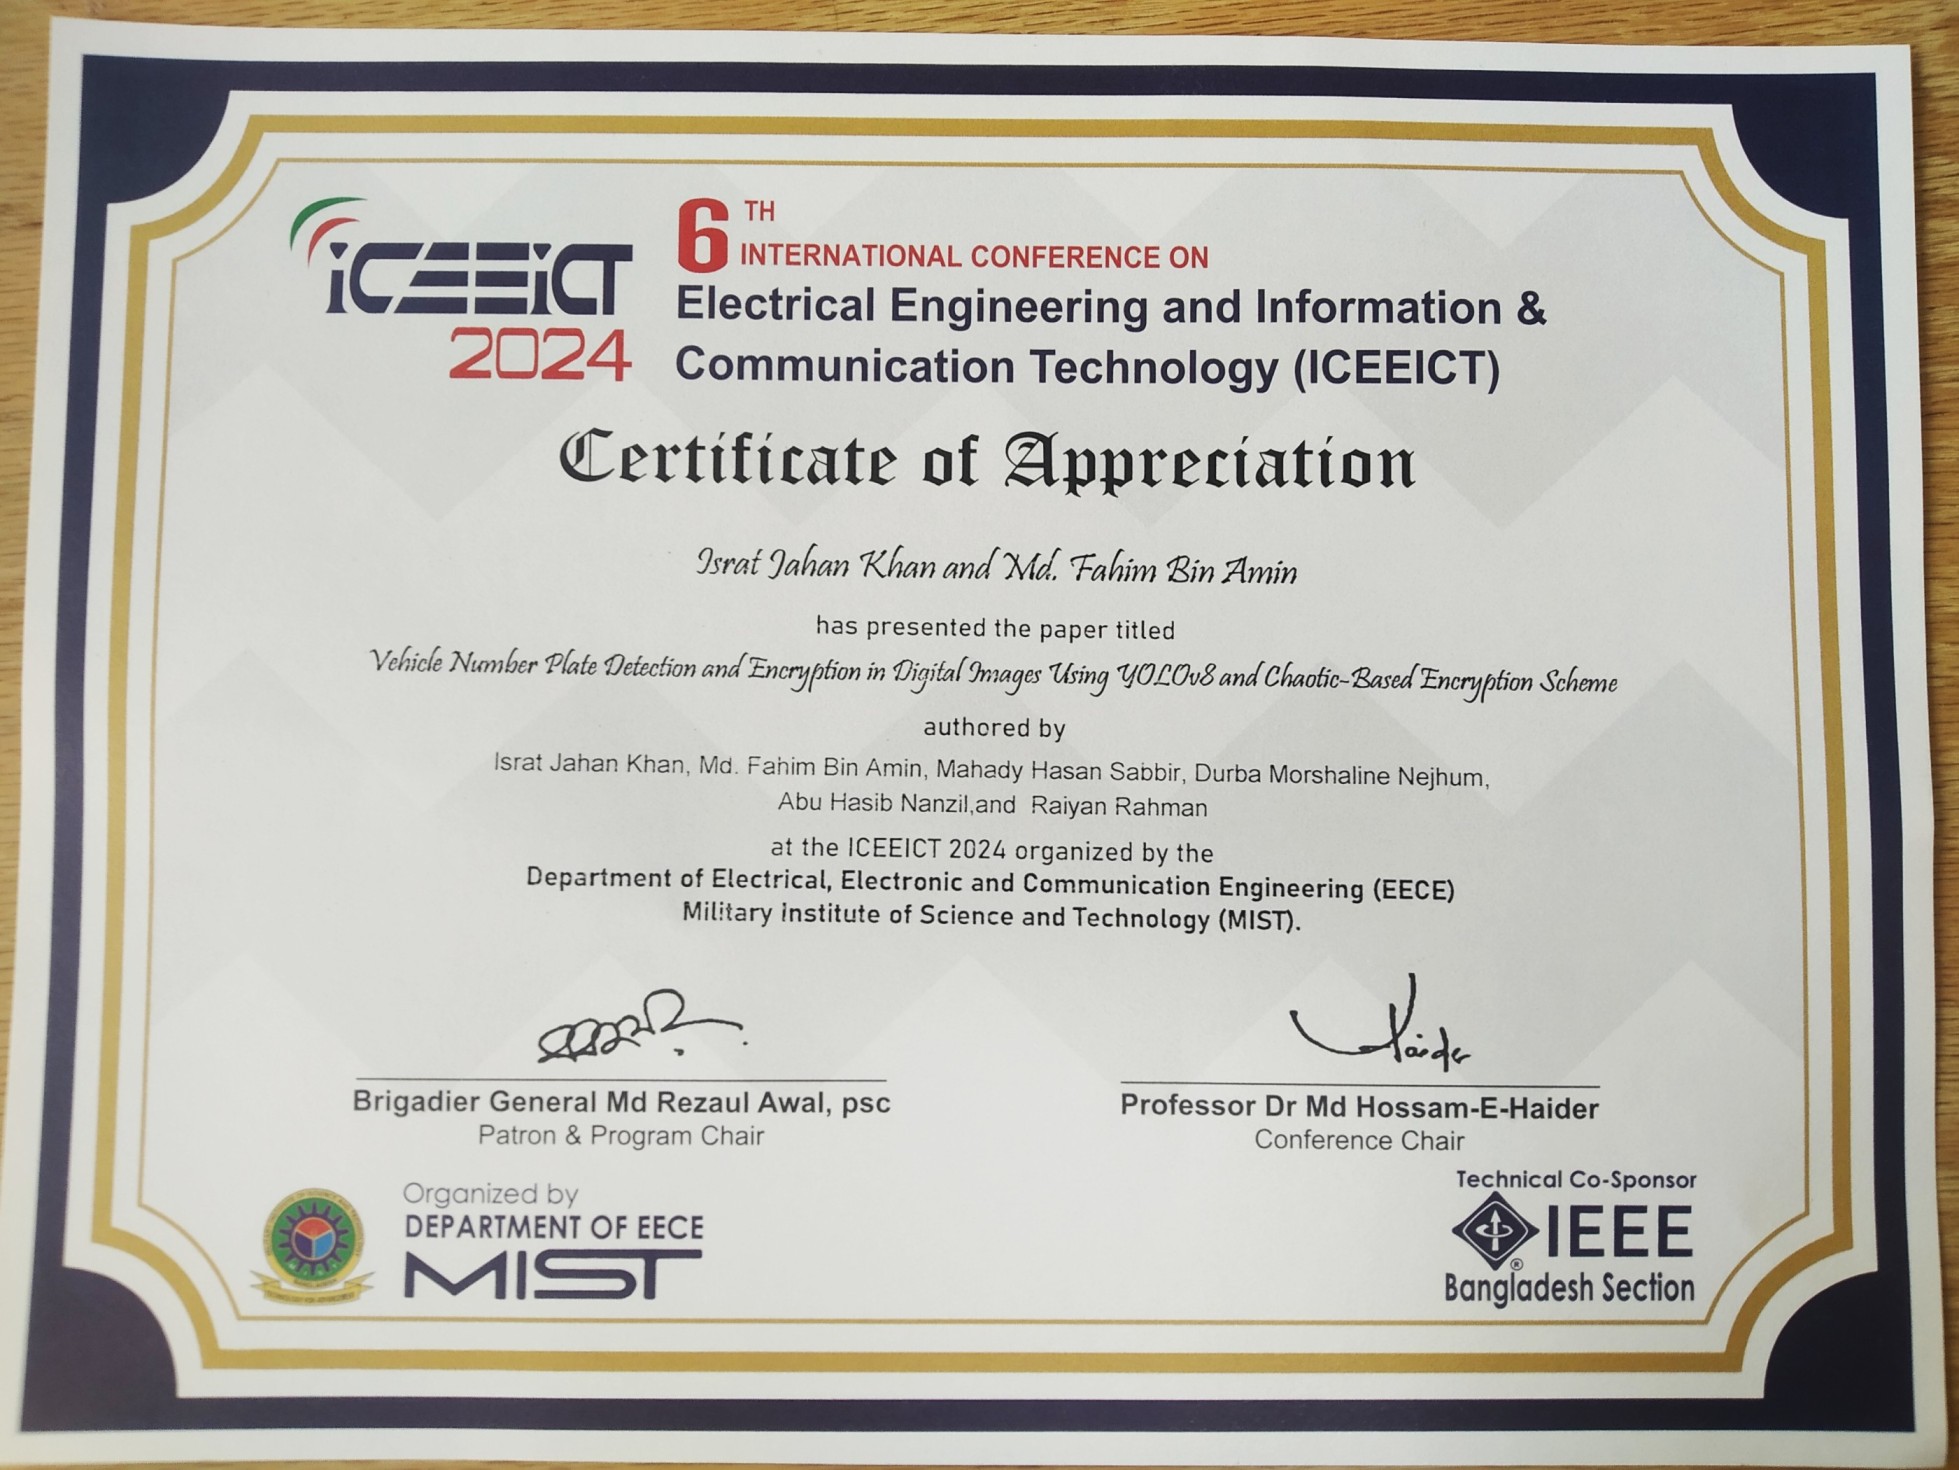 iCEEiCT
2024
6TH
INTERNATIONAL CONFERENCE ON
Electrical Engineering and Information &
Communication Technology (ICEEICT)
Certificate of Appreciation
Israt Jahan Khan and Md. Fahim Bin Amin
has presented the paper titled
Vehicle Number Plate Detection and Encryption in Digital Images Using YOLOv8 and Chaotic-Based Encryption Scheme
authored by
Israt Jahan Khan, Md. Fahim Bin Amin, Mahady Hasan Sabbir, Durba Morshaline Nejhum,
Abu Hasib Nanzil,and Raiyan Rahman
at the ICEEICT 2024 organized by the
Department of Electrical, Electronic and Communication Engineering (EECE)
Military Institute of Science and Technology (MIST).
Haider
Brigadier General Md Rezaul Awal, psc
Patron & Program Chair
Professor Dr Md Hossam-E-Haider
Conference Chair
Organized by
DEPARTMENT OF EECE
MIST
Technical Co-Sponsor
IEEE
®
Bangladesh Section